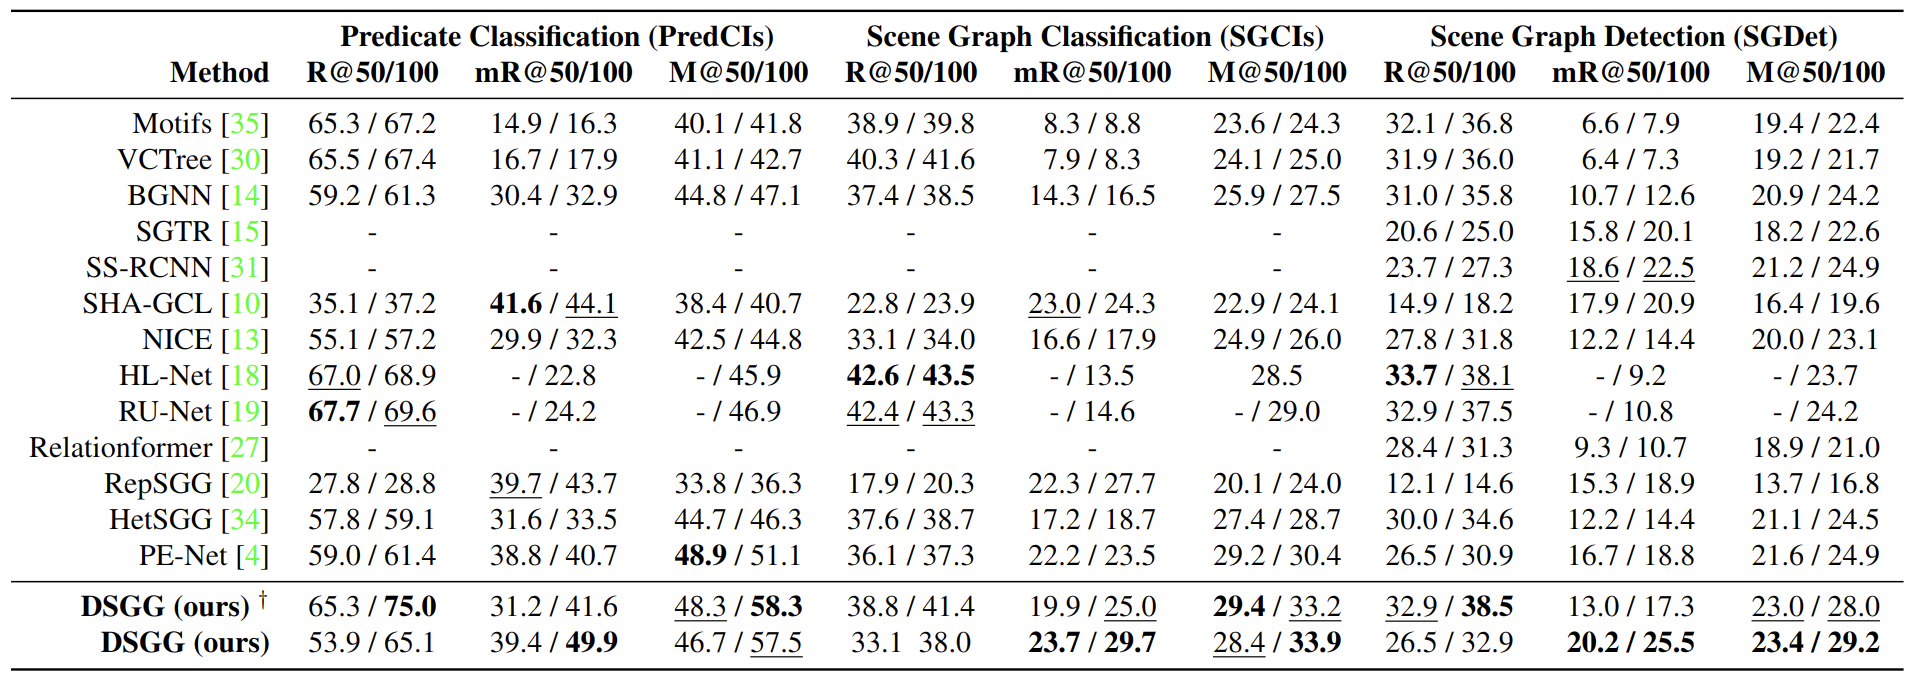 Predicate Classification (PredCIs) Scene Graph Classification (SGCIs) Scene Graph Detection (SGDet)
Method R@50/100 mR@50/100 M@50/100 R@50/100 mR@50/100 M@50/100 R@50/100 mR@50/100 M@50/100
Motifs [35] 65.3 / 67.2 14.9 / 16.3 40.1 / 41.8 38.9 / 39.8 8.3 / 8.8 23.6 / 24.3 32.1 / 36.8 6.6 / 7.9 19.4 / 22.4
VCTree [30] 65.5 / 67.4 16.7 / 17.9 41.1 / 42.7 40.3 / 41.6 7.9 / 8.3 24.1 / 25.0 31.9 / 36.0 6.4 / 7.3 19.2 / 21.7
BGNN [14] 59.2 / 61.3 30.4 / 32.9 44.8 / 47.1 37.4 / 38.5 14.3 / 16.5 25.9 / 27.5 31.0 / 35.8 10.7 / 12.6 20.9 / 24.2
SGTR [15] - - - - - - 20.6 / 25.0 15.8 / 20.1 18.2 / 22.6
SS-RCNN [31] - - - - - - 23.7 / 27.3 18.6 / 22.5 21.2 / 24.9
SHA-GCL [10] 35.1 / 37.2 41.6 / 44.1 38.4 / 40.7 22.8 / 23.9 23.0 / 24.3 22.9 / 24.1 14.9 / 18.2 17.9 / 20.9 16.4 / 19.6
NICE [13] 55.1 / 57.2 29.9 / 32.3 42.5 / 44.8 33.1 / 34.0 16.6 / 17.9 24.9 / 26.0 27.8 / 31.8 12.2 / 14.4 20.0 / 23.1
HL-Net [18] 67.0 / 68.9 - / 22.8 - / 45.9 42.6 / 43.5 - / 13.5 28.5 33.7 / 38.1 - / 9.2 - / 23.7
RU-Net [19] 67.7 / 69.6 - / 24.2 - / 46.9 42.4 / 43.3 - / 14.6 - / 29.0 32.9 / 37.5 - / 10.8 - / 24.2
Relationformer [27] - - - - - - 28.4 / 31.3 9.3 / 10.7 18.9 / 21.0
RepSGG [20] 27.8 / 28.8 39.7 / 43.7 33.8 / 36.3 17.9 / 20.3 22.3 / 27.7 20.1 / 24.0 12.1 / 14.6 15.3 / 18.9 13.7 / 16.8
HetSGG [34] 57.8 / 59.1 31.6 / 33.5 44.7 / 46.3 37.6 / 38.7 17.2 / 18.7 27.4 / 28.7 30.0 / 34.6 12.2 / 14.4 21.1 / 24.5
PE-Net [4] 59.0 / 61.4 38.8 / 40.7 48.9 / 51.1 36.1 / 37.3 22.2 / 23.5 29.2 / 30.4 26.5 / 30.9 16.7 / 18.8 21.6 / 24.9
DSGG (ours) † 65.3 / 75.0 31.2 / 41.6 48.3 / 58.3 38.8 / 41.4 19.9 / 25.0 29.4 / 33.2 32.9 / 38.5 13.0 / 17.3 23.0 / 28.0
DSGG (ours) 53.9 / 65.1 39.4 / 49.9 46.7 / 57.5 33.1 38.0 23.7 / 29.7 28.4 / 33.9 26.5 / 32.9 20.2 / 25.5 23.4 / 29.2